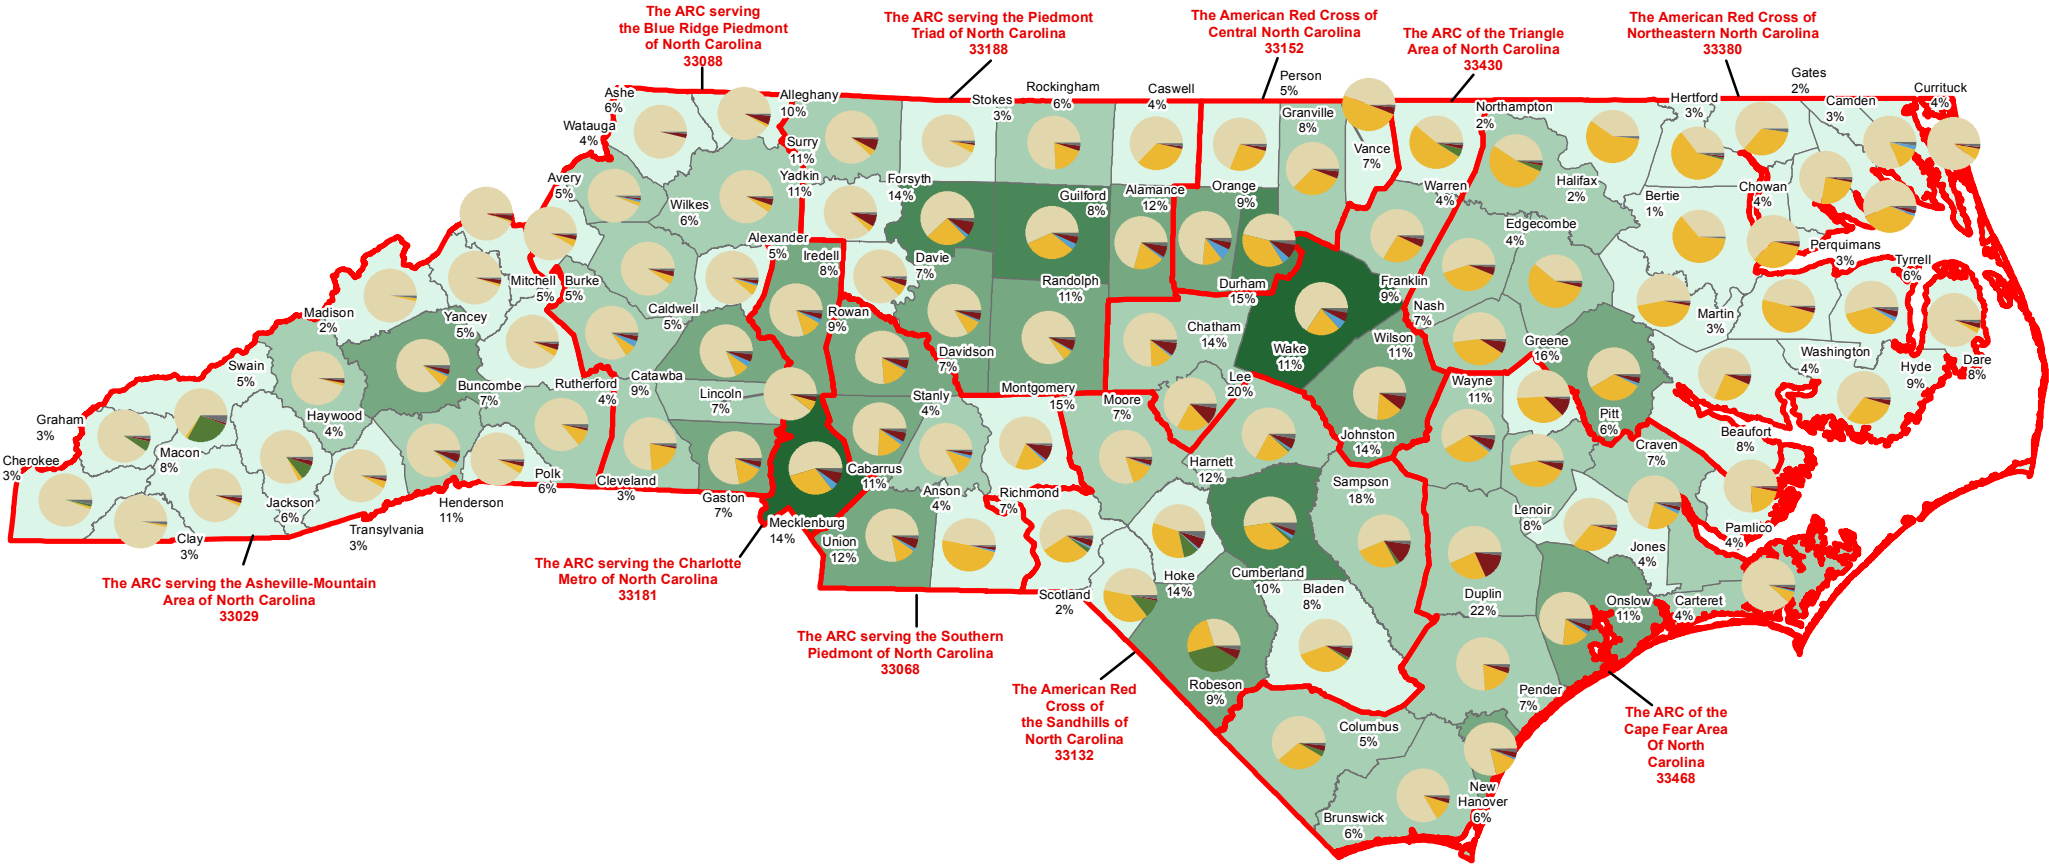 The ARC serving
the Blue Ridge Piedmont
of North Carolina
33088
The ARC serving the Piedmont
Triad of North Carolina
33188
The American Red Cross of
Central North Carolina
33152
The ARC of the Triangle
Area of North Carolina
33430
The American Red Cross of
Northeastern North Carolina
33380
Ashe
6%
Alleghany
10%
Stokes
3%
Rockingham
6%
Caswell
4%
Person
5%
Granville
8%
Vance
7%
Northampton
2%
Hertford
3%
Gates
2%
Camden
3%
Currituck
4%
Watauga
4%
Surry
11%
Yadkin
11%
Avery
5%
Wilkes
6%
Forsyth
14%
Guilford
8%
Alamance
12%
Orange
9%
Warren
4%
Halifax
2%
Bertie
1%
Chowan
4%
Perquimans
3%
Tyrrell
6%
Alexander
5%
Iredell
8%
Davie
7%
Randolph
11%
Durham
15%
Franklin
9%
Edgecombe
4%
Mitchell
5%
Burke
5%
Madison
2%
Yancey
5%
Caldwell
5%
Rowan
9%
Davidson
7%
Chatham
14%
Wake
11%
Nash
7%
Wilson
11%
Greene
16%
Martin
3%
Washington
4%
Hyde
9%
Dare
8%
Swain
5%
Buncombe
7%
Rutherford
4%
Catawba
9%
Lincoln
7%
Stanly
4%
Montgomery
15%
Moore
7%
Lee
20%
Wayne
11%
Pitt
6%
Graham
3%
Haywood
4%
Cherokee
3%
Macon
8%
Jackson
6%
Polk
6%
Cleveland
3%
Gaston
7%
Cabarrus
11%
Anson
4%
Richmond
7%
Harnett
12%
Johnston
14%
Sampson
18%
Craven
7%
Beaufort
8%
Henderson
11%
Transylvania
3%
Clay
3%
Mecklenburg
14%
Union
12%
Lenoir
8%
Jones
4%
Pamlico
4%
The ARC serving the Asheville-Mountain
Area of North Carolina
33029
The ARC serving the Charlotte
Metro of North Carolina
33181
Scotland
2%
Hoke
14%
Cumberland
10%
Bladen
8%
Duplin
22%
Onslow
11%
Carteret
4%
The ARC serving the Southern
Piedmont of North Carolina
33068
Robeson
9%
Pender
7%
The American Red
Cross of
the Sandhills of
North Carolina
33132
Columbus
5%
The ARC of the
Cape Fear Area
Of North
Carolina
33468
New
Hanover
6%
Brunswick
6%